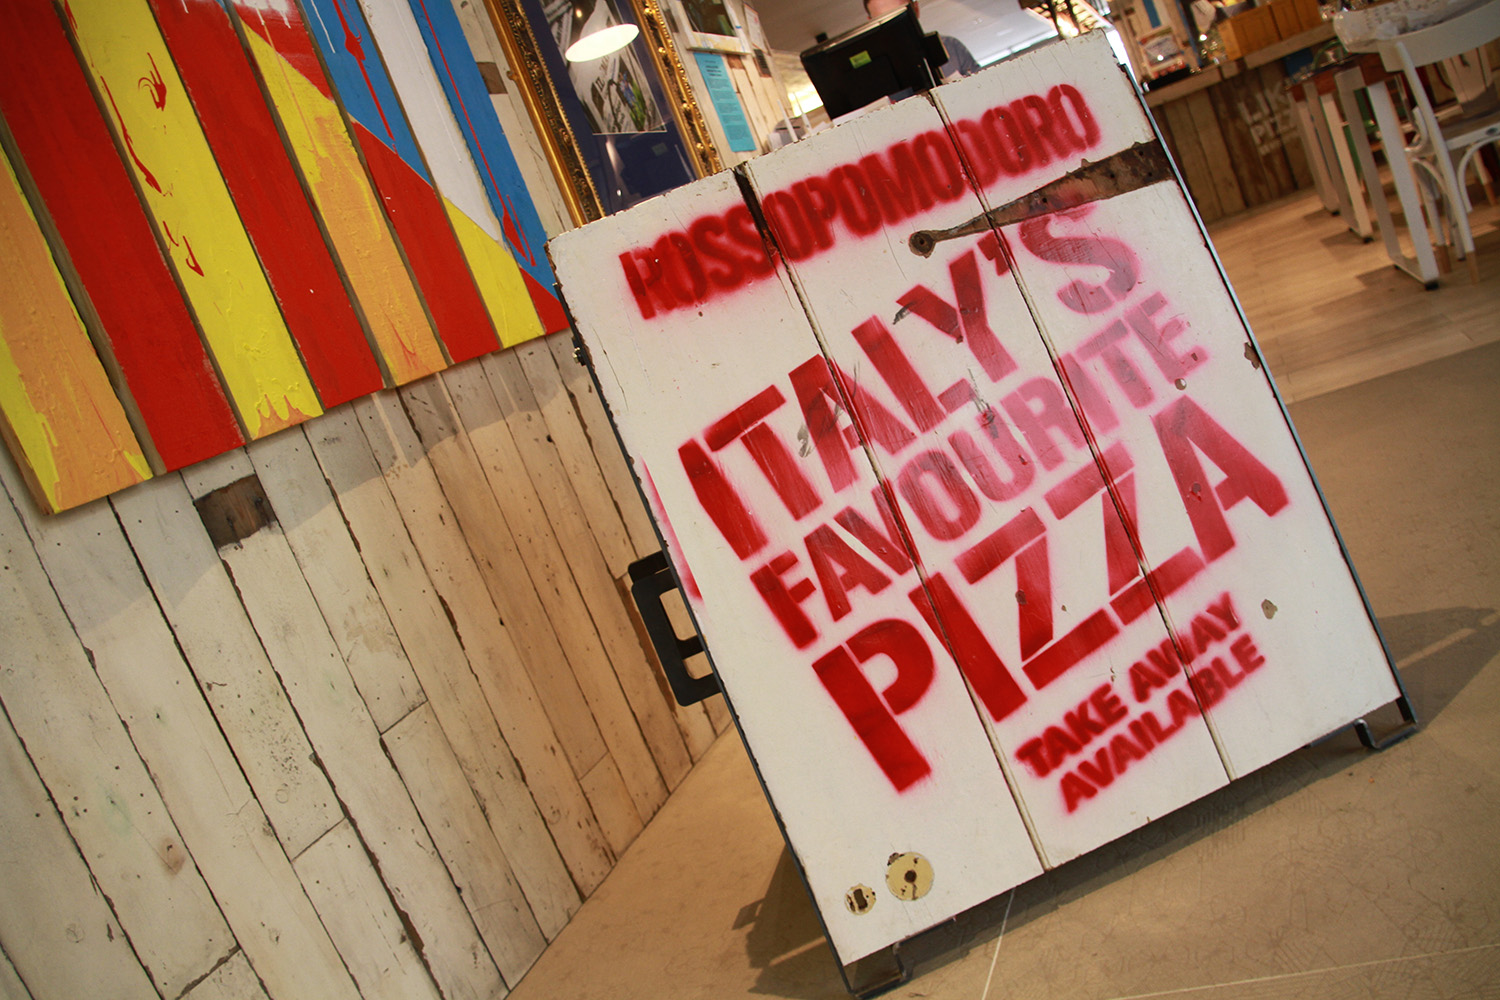 ROSSOPOMODORO
ITALY'S
FAVOURITE
PIZZA
TAKE AWAY
AVAILABLE